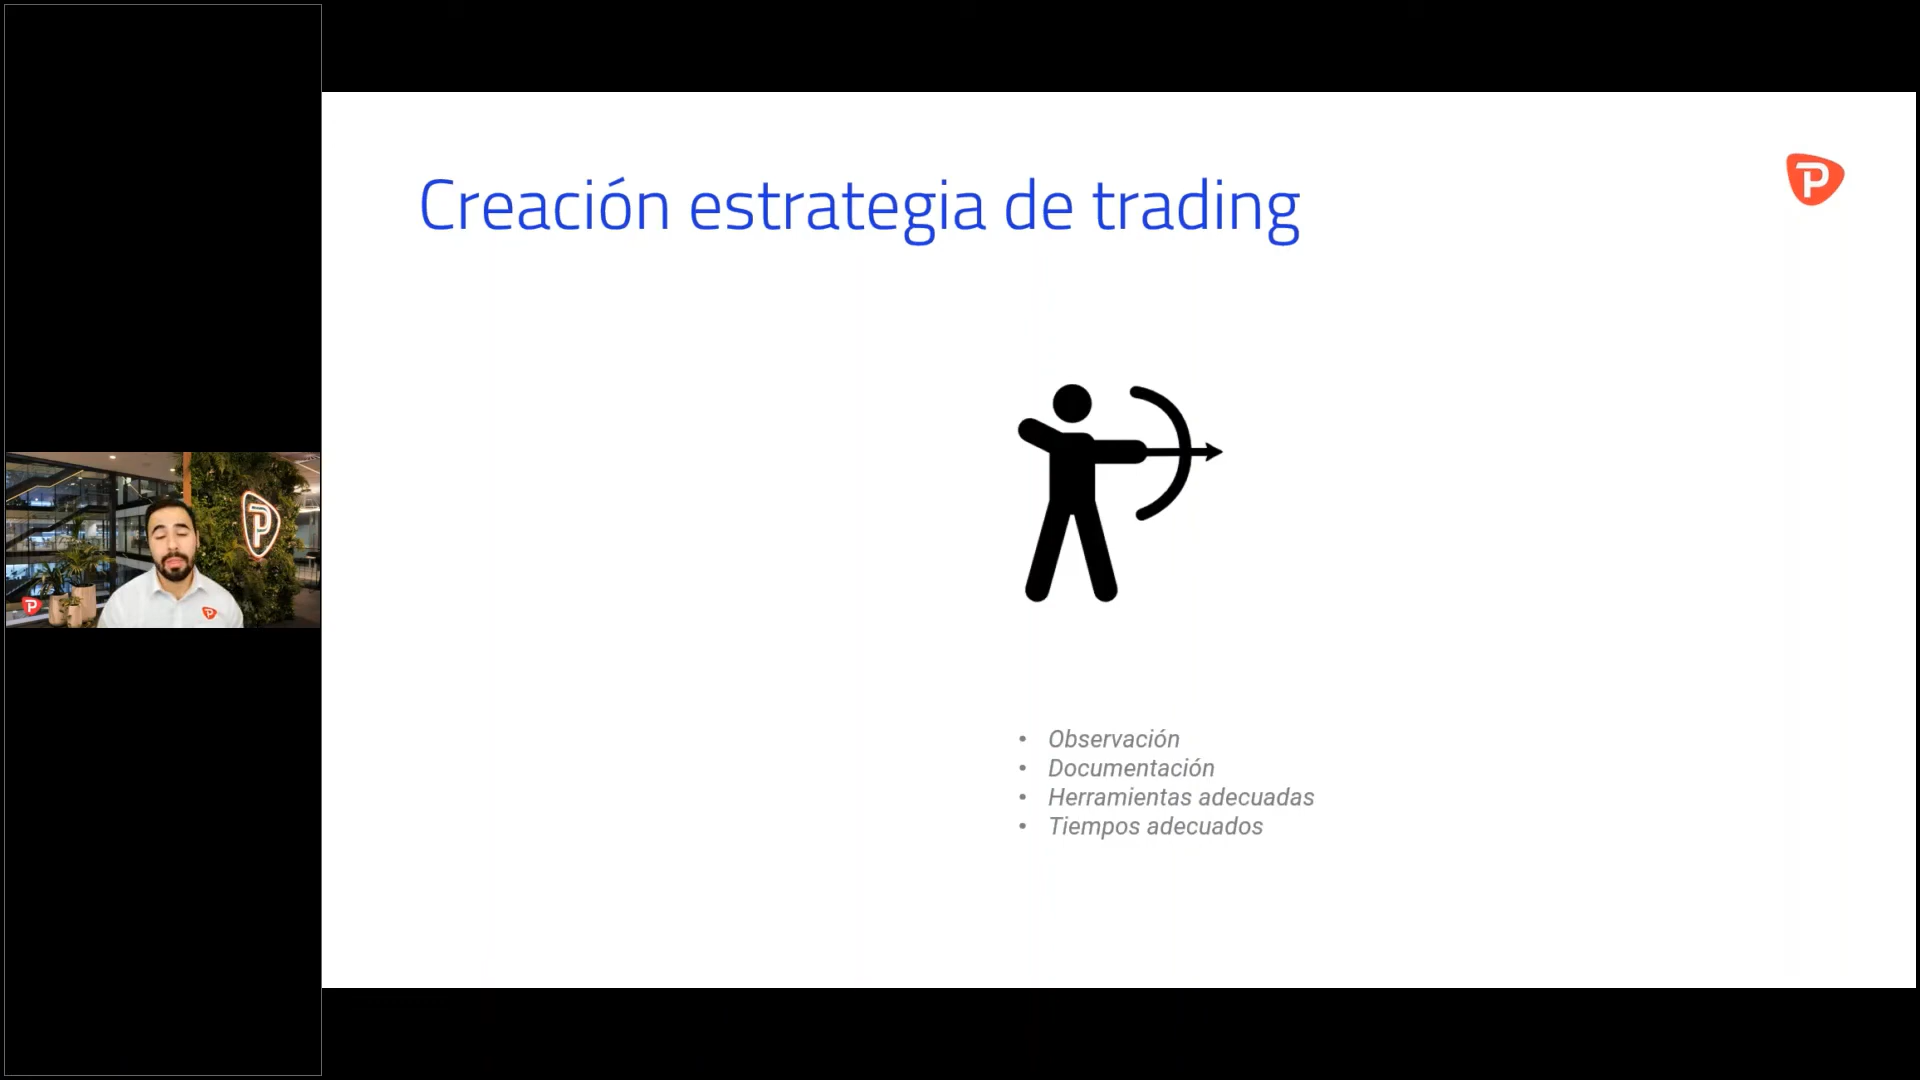 Creación estrategia de trading
P
P
P
P
• Observación
• Documentación
• Herramientas adecuadas
• Tiempos adecuados